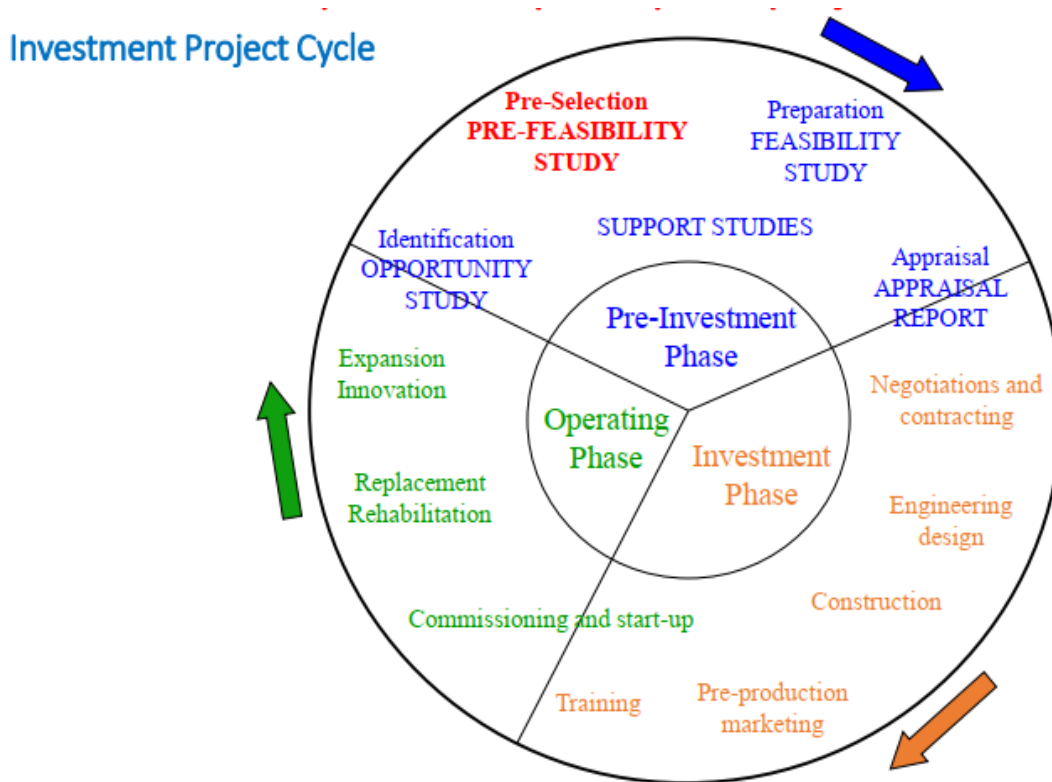 Investment Project Cycle
Pre-Selection
PRE-FEASIBILITY
STUDY
Preparation
FEASIBILITY
STUDY
SUPPORT STUDIES
Identification
OPPORTUNITY
STUDY
Appraisal
APPRAISAL
REPORT
Pre-Investment
Phase
Expansion
Innovation
Negotiations and
contracting
Operating
Phase
Investment
Phase
Replacement
Rehabilitation
Engineering
design
Construction
Commissioning and start-up
Training
Pre-production
marketing